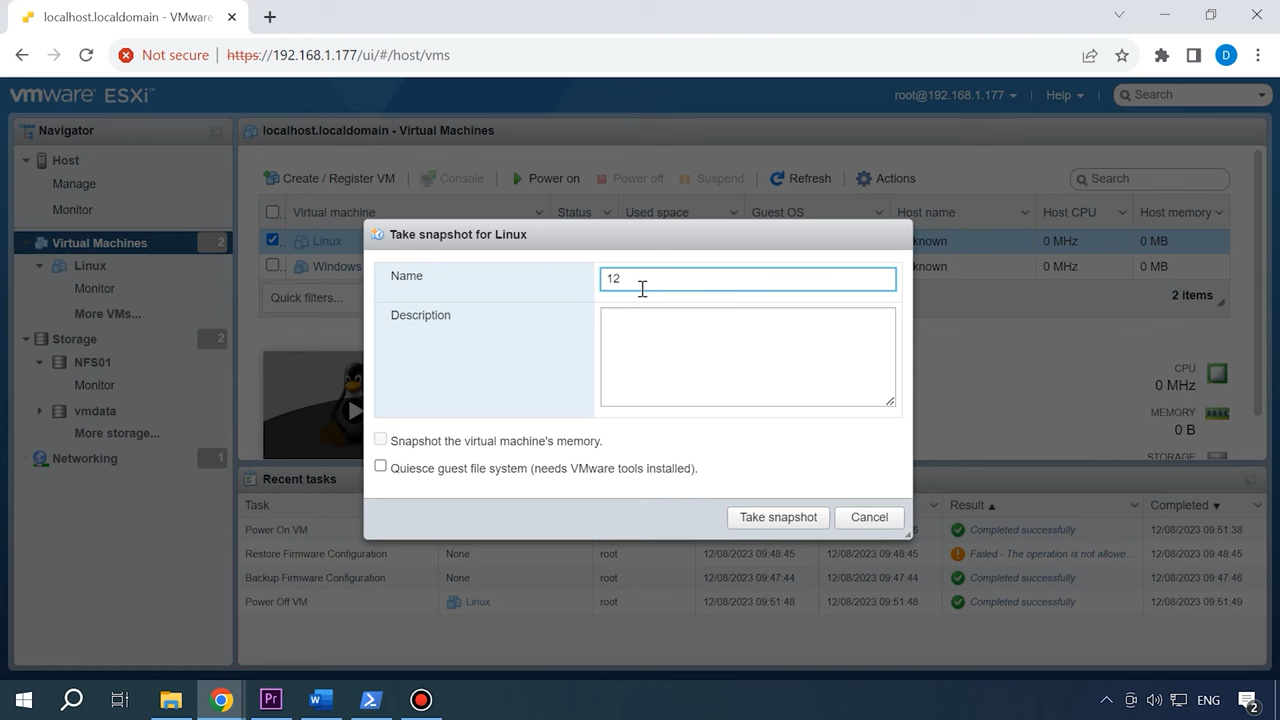 localhost.localdomain - VMware
Not secure https://192.168.1.177/ui/#/host/vms D
vmware ESXi
root@192.168.1.177 Help Search
Navigator
Host
Manage
Monitor
Virtual Machines 2
Linux
Monitor
More VMs...
Storage 2
NFS01
Monitor
vmdata
More storage...
Networking 1
localhost.localdomain - Virtual Machines
Create / Register VM Console Power on Power off Suspend Refresh Actions Search
Virtual machine Status Used space Guest OS Host name Host CPU Host memory
Linux 0 MHz 0 MB
Windows 0 MHz 0 MB
Quick filters... 2 items
CPU
0 MHz
MEMORY
0 B
STORAGE
Take snapshot for Linux
Name 12
Description
Snapshot the virtual machine's memory.
Quiesce guest file system (needs VMware tools installed).
Take snapshot Cancel
Recent tasks
Task Result Completed
Power On VM Completed successfully 12/08/2023 09:51:38
Restore Firmware Configuration None root 12/08/2023 09:48:45 12/08/2023 09:48:45 Failed - The operation is not allowe... 12/08/2023 09:48:45
Backup Firmware Configuration None root 12/08/2023 09:47:44 12/08/2023 09:47:44 Completed successfully 12/08/2023 09:47:46
Power Off VM Linux root 12/08/2023 09:51:48 12/08/2023 09:51:48 Completed successfully 12/08/2023 09:51:49
Pr ENG 2